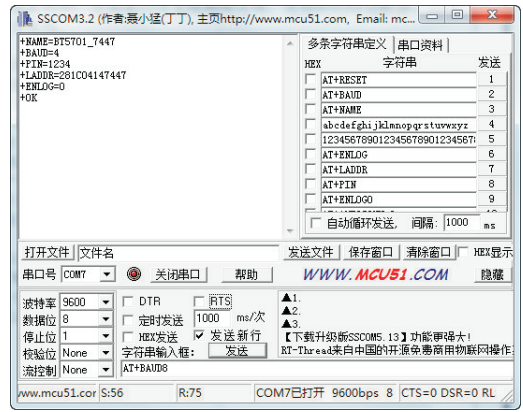 SSCOM3.2 (作者:聂小猛(丁丁), 主页http://www.mcu51.com, Email: mc...
+NAME=BT5701_7447
+BAUD=4
+PIN=1234
+LADDR=281C04147447
+ENLOG=0
+OK
多条字符串定义 串口资料
HEX 字符串 发送
AT+RESET 1
AT+BAUD 2
AT+NAME 3
abcdefghijklmnopqrstuvwxyz 4
123456789012345678901234567 5
AT+ENLOG 6
AT+LADDR 7
AT+PIN 8
AT+ENLOG0 9
自动循环发送, 间隔: 1000 ms
打开文件 文件名 发送文件 保存窗口 清除窗口 HEX显示
串口号 COM7 关闭串口 帮助 WWW.MCU51.COM 隐藏
波特率 9600 DTR RTS
数据位 8 定时发送 1000 ms/次
停止位 1 HEX发送 发送新行
校验位 None 字符串输入框: 发送
流控制 None AT+BAUD8
▲1.
▲2.
▲3.
【下载升级版SSCOM5.13】功能更强大!
RT-Thread来自中国的开源免费商用物联网操作
www.mcu51.cor S:56 R:75 COM7已打开 9600bps 8 CTS=0 DSR=0 RL